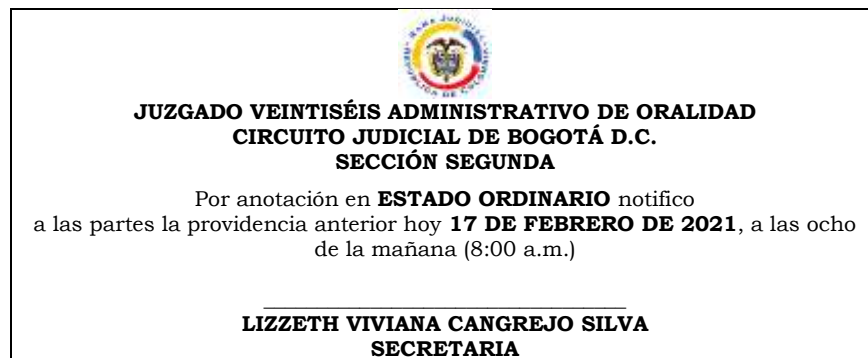 JUZGADO VEINTISÉIS ADMINISTRATIVO DE ORALIDAD
CIRCUITO JUDICIAL DE BOGOTÁ D.C.
SECCIÓN SEGUNDA
Por anotación en ESTADO ORDINARIO notifico
a las partes la providencia anterior hoy 17 DE FEBRERO DE 2021, a las ocho
de la mañana (8:00 a.m.)
LIZZETH VIVIANA CANGREJO SILVA
SECRETARIA